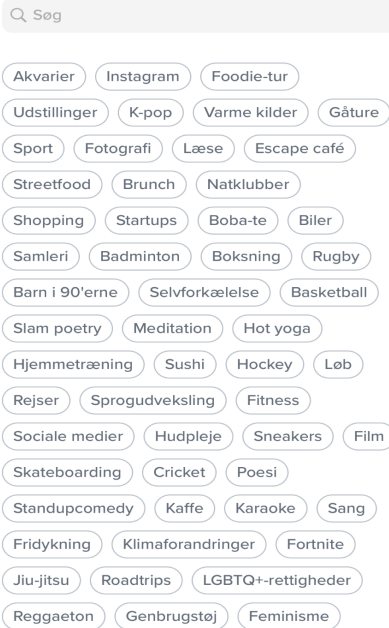 Søg
Akvarier Instagram Foodie-tur
Udstillinger K-pop Varme kilder Gåture
Sport Fotografi Læse Escape café
Streetfood Brunch Natklubber
Shopping Startups Boba-te Biler
Samleri Badminton Boksning Rugby
Barn i 90'erne Selvforkælelse Basketball
Slam poetry Meditation Hot yoga
Hjemmetræning Sushi Hockey Løb
Rejser Sprogudveksling Fitness
Sociale medier Hudpleje Sneakers Film
Skateboarding Cricket Poesi
Standupcomedy Kaffe Karaoke Sang
Fridykning Klimaforandringer Fortnite
Jiu-jitsu Roadtrips LGBTQ+-rettigheder
Reggaeton Genbrugstøj Feminisme